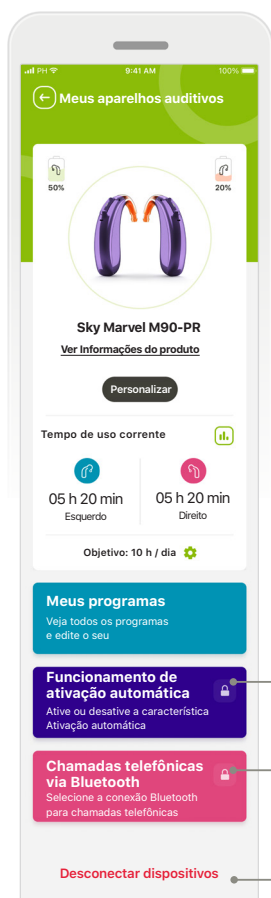 PH 9:41 AM 100%
Meus aparelhos auditivos
50% 20%
Sky Marvel M90-PR
Ver Informações do produto
Personalizar
Tempo de uso corrente
05 h 20 min 05 h 20 min
Esquerdo Direito
Objetivo: 10 h / dia
Meus programas
Veja todos os programas
e edite o seu
Funcionamento de
ativação automática
Ative ou desative a característica
Ativação automática
Chamadas telefônicas
via Bluetooth
Selecione a conexão Bluetooth
para chamadas telefônicas
Desconectar dispositivos